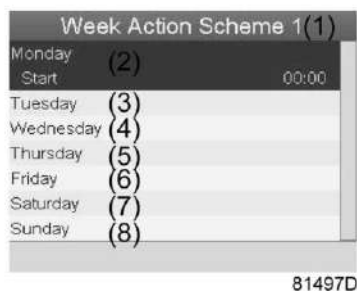 Week Action Scheme 1(1)
Monday (2)
Start 00:00
Tuesday (3)
Wednesday (4)
Thursday (5)
Friday (6)
Saturday (7)
Sunday (8)
81497D